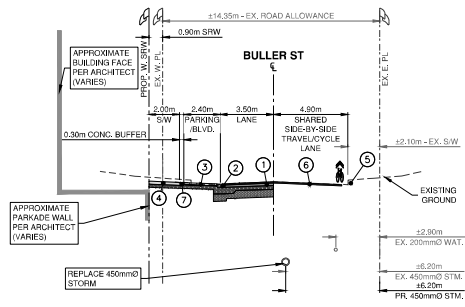 ±14.35m - EX. ROAD ALLOWANCE
0.90m SRW
APPROXIMATE
BUILDING FACE
PER ARCHITECT
(VARIES)
PROP. W. SRW
EX. W. PL
BULLER ST
℄
EX. E. PL
2.00m
S/W
2.40m
PARKING
/BLVD.
3.50m
LANE
4.90m
SHARED
SIDE-BY-SIDE
TRAVEL/CYCLE
LANE
0.30m CONC. BUFFER
±2.10m - EX. S/W
3
2
1
6
5
4
7
EXISTING
GROUND
APPROXIMATE
PARKADE WALL
PER ARCHITECT
(VARIES)
±2.90m
EX. 200mmØ WAT.
REPLACE 450mmØ
STORM
±6.20m
EX. 450mmØ STM.
±6.20m
PR. 450mmØ STM.